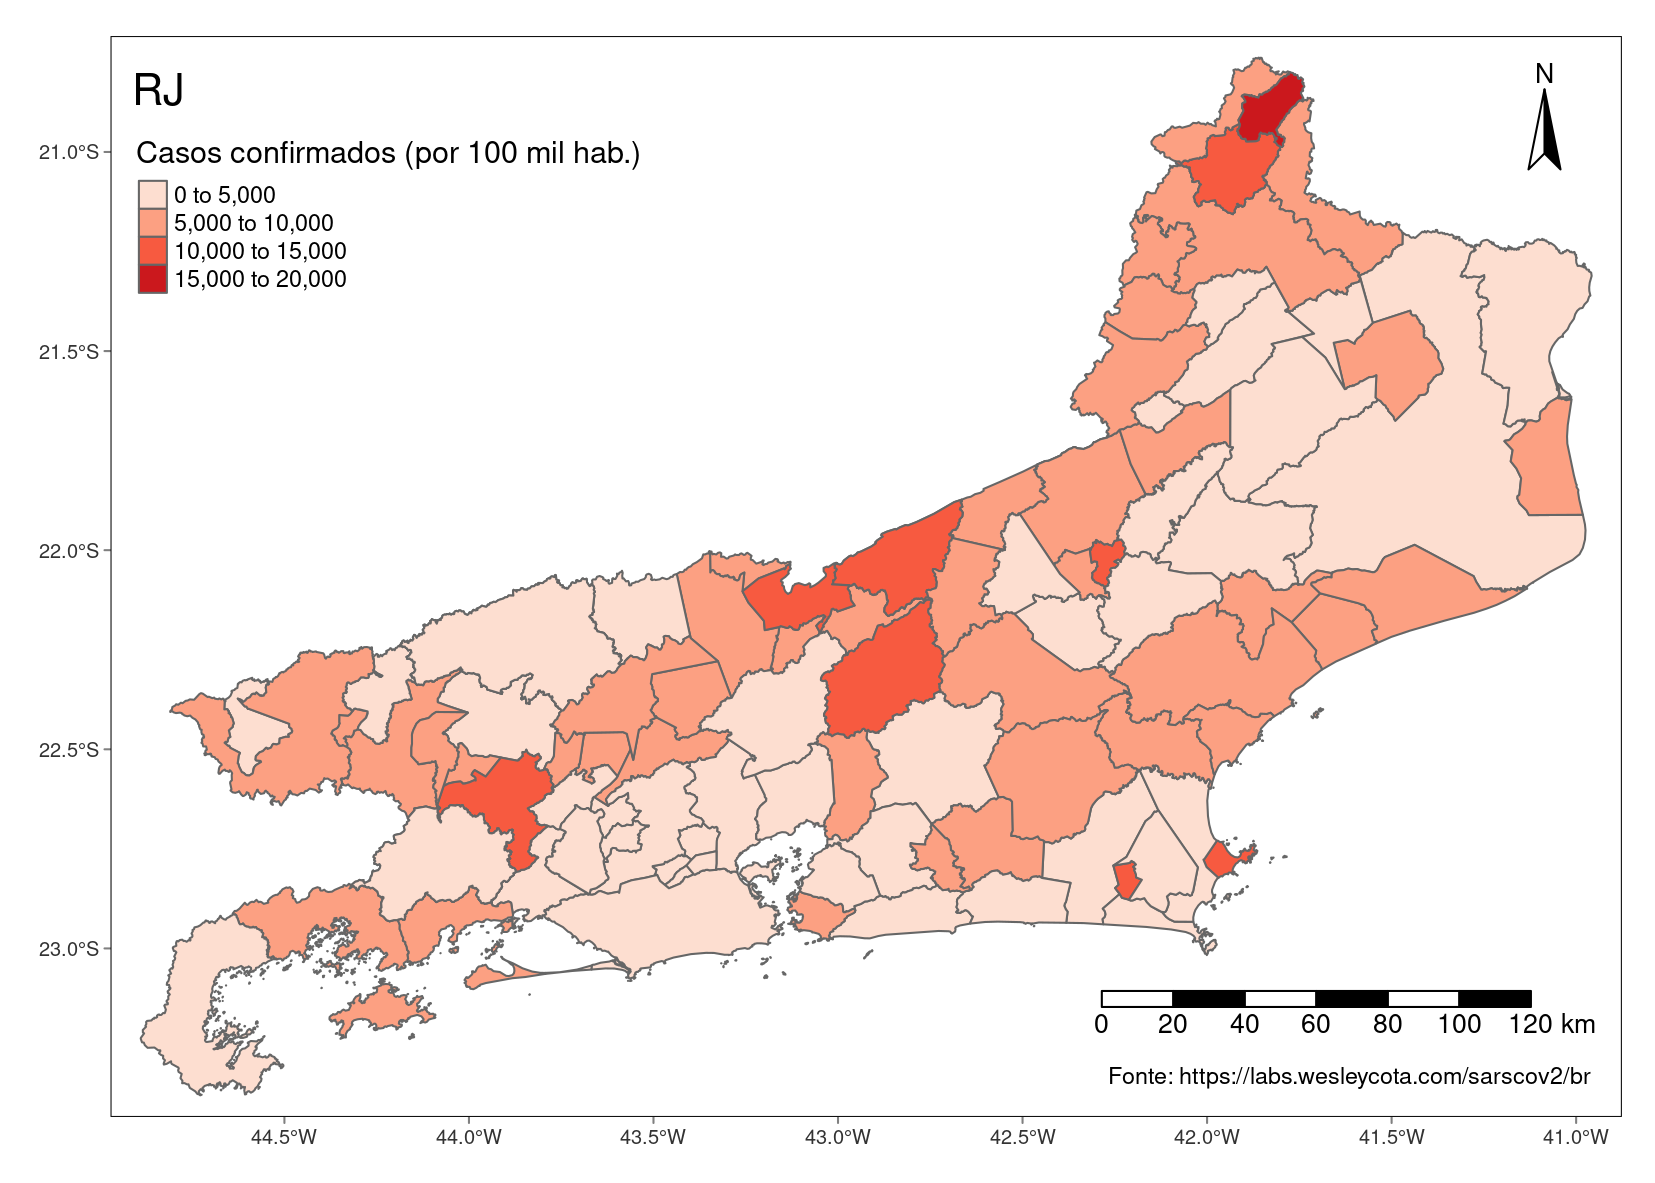 RJ
N
Casos confirmados (por 100 mil hab.)
0 to 5,000
5,000 to 10,000
10,000 to 15,000
15,000 to 20,000
21.0°S
21.5°S
22.0°S
22.5°S
23.0°S
0 20 40 60 80 100 120 km
Fonte: https://labs.wesleycota.com/sarscov2/br
44.5°W 44.0°W 43.5°W 43.0°W 42.5°W 42.0°W 41.5°W 41.0°W